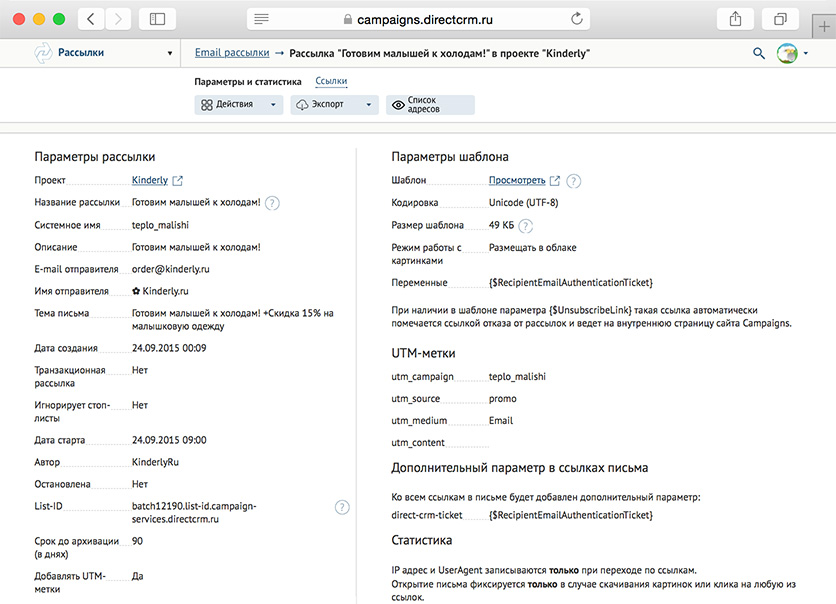 campaigns.directcrm.ru
Рассылки
Email рассылки → Рассылка "Готовим малышей к холодам!" в проекте "Kinderly"
Параметры и статистика Ссылки
Действия Экспорт Список
адресов
Параметры рассылки
Проект Kinderly
Название рассылки Готовим малышей к холодам! ?
Системное имя teplo_malishi
Описание Готовим малышей к холодам!
E-mail отправителя order@kinderly.ru
Имя отправителя ✿ Kinderly.ru
Тема письма Готовим малышей к холодам! +Скидка 15% на
малышковую одежду
Дата создания 24.09.2015 00:09
Транзакционная Нет
рассылка
Игнорирует стоп- Нет
листы
Дата старта 24.09.2015 09:00
Автор KinderlyRu
Остановлена Нет
List-ID batch12190.list-id.campaign- ?
services.directcrm.ru
Срок до архивации 90
(в днях)
Добавлять UTM- Да
метки
Параметры шаблона
Шаблон Просмотреть ?
Кодировка Unicode (UTF-8)
Размер шаблона 49 КБ ?
Режим работы с Размещать в облаке
картинками
Переменные {$RecipientEmailAuthenticationTicket}
При наличии в шаблоне параметра {$UnsubscribeLink} такая ссылка автоматически
помечается ссылкой отказа от рассылок и ведет на внутреннюю страницу сайта Campaigns.
UTM-метки
utm_campaign teplo_malishi
utm_source promo
utm_medium Email
utm_content
Дополнительный параметр в ссылках письма
Ко всем ссылкам в письме будет добавлен дополнительный параметр:
direct-crm-ticket {$RecipientEmailAuthenticationTicket}
Статистика
IP адрес и UserAgent записываются только при переходе по ссылкам.
Открытие письма фиксируется только в случае скачивания картинок или клика на любую из
ссылок.